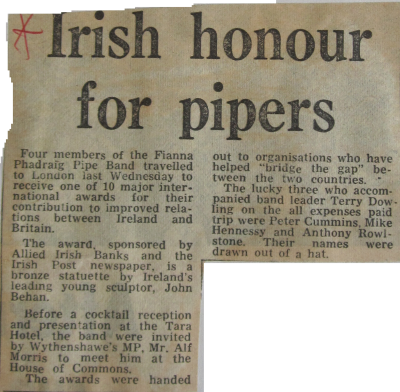 Irish honour
for pipers
Four members of the Fianna
Phadraig Pipe Band travelled
to London last Wednesday to
receive one of 10 major inter-
national awards for their
contribution to improved rela-
tions between Ireland and
Britain.
The award, sponsored by
Allied Irish Banks and the
Irish Post newspaper, is a
bronze statuette by Ireland's
leading young sculptor, John
Behan.
Before a cocktail reception
and presentation at the Tara
Hotel, the band were invited
by Wythenshawe's MP, Mr. Alf
Morris to meet him at the
House of Commons.
The awards were handed
out to organisations who have
helped "bridge the gap" be-
tween the two countries.
The lucky three who accom-
panied band leader Terry Dow-
ling on the all expenses paid
trip were Peter Cummins, Mike
Hennessy and Anthony Rowl-
stone. Their names were
drawn out of a hat.